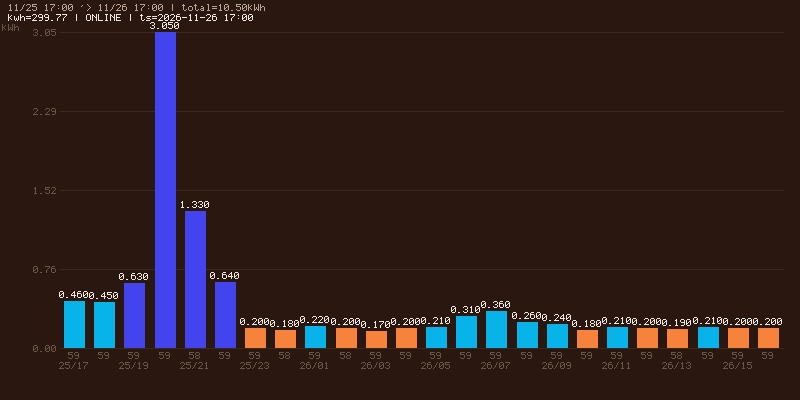 11/25 17:00 -> 11/26 17:00 | total=10.50kWh
Kwh=299.77 | ONLINE | ts=2026-11-26 17:00
kWh
3.05
2.29
1.52
0.76
0.00
0.460 0.450 0.630 3.050 1.330 0.640 0.200 0.180 0.220 0.200 0.170 0.200 0.210 0.310 0.360 0.260 0.240 0.180 0.210 0.200 0.190 0.210 0.200 0.200
59 59 59 59 58 59 59 58 59 58 59 59 59 59 59 59 59 59 59 59 58 59 59 59
25/17 25/19 25/21 25/23 26/01 26/03 26/05 26/07 26/09 26/11 26/13 26/15